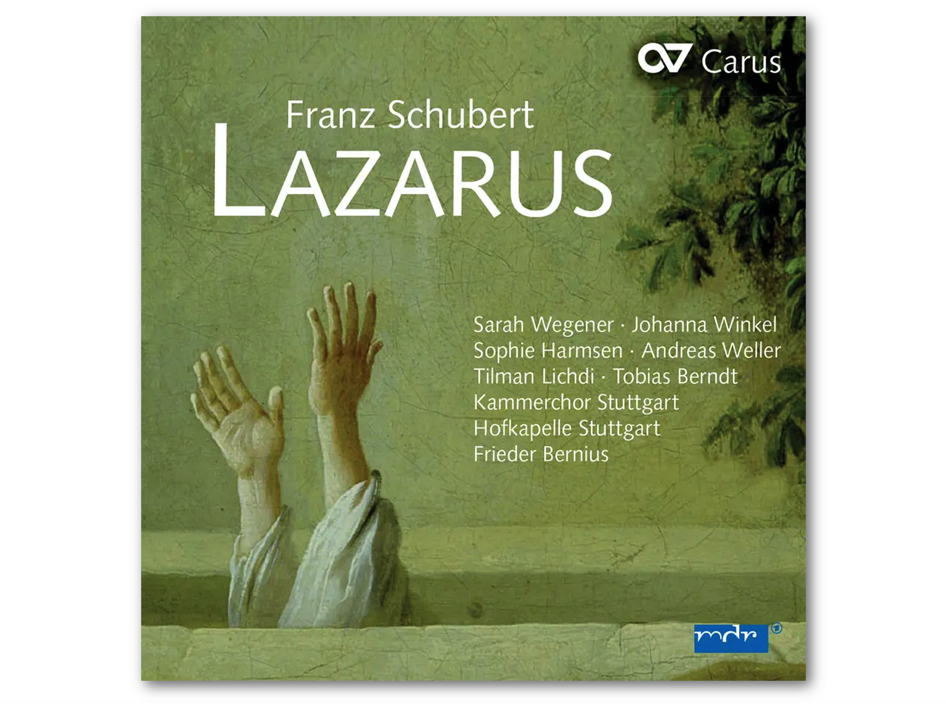 Carus
Franz Schubert
LAZARUS
Sarah Wegener · Johanna Winkel
Sophie Harmsen · Andreas Weller
Tilman Lichdi · Tobias Berndt
Kammerchor Stuttgart
Hofkapelle Stuttgart
Frieder Bernius
mdr